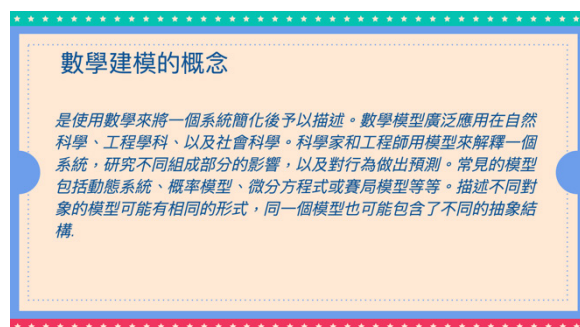 數學建模的概念
是使用數學來將一個系統簡化後予以描述。數學模型廣泛應用在自然
科學、工程學科、以及社會科學。科學家和工程師用模型來解釋一個
系統，研究不同組成部分的影響，以及對行為做出預測。常見的模型
包括動態系統、概率模型、微分方程式或賽局模型等等。描述不同對
象的模型可能有相同的形式，同一個模型也可能包含了不同的抽象結
構.